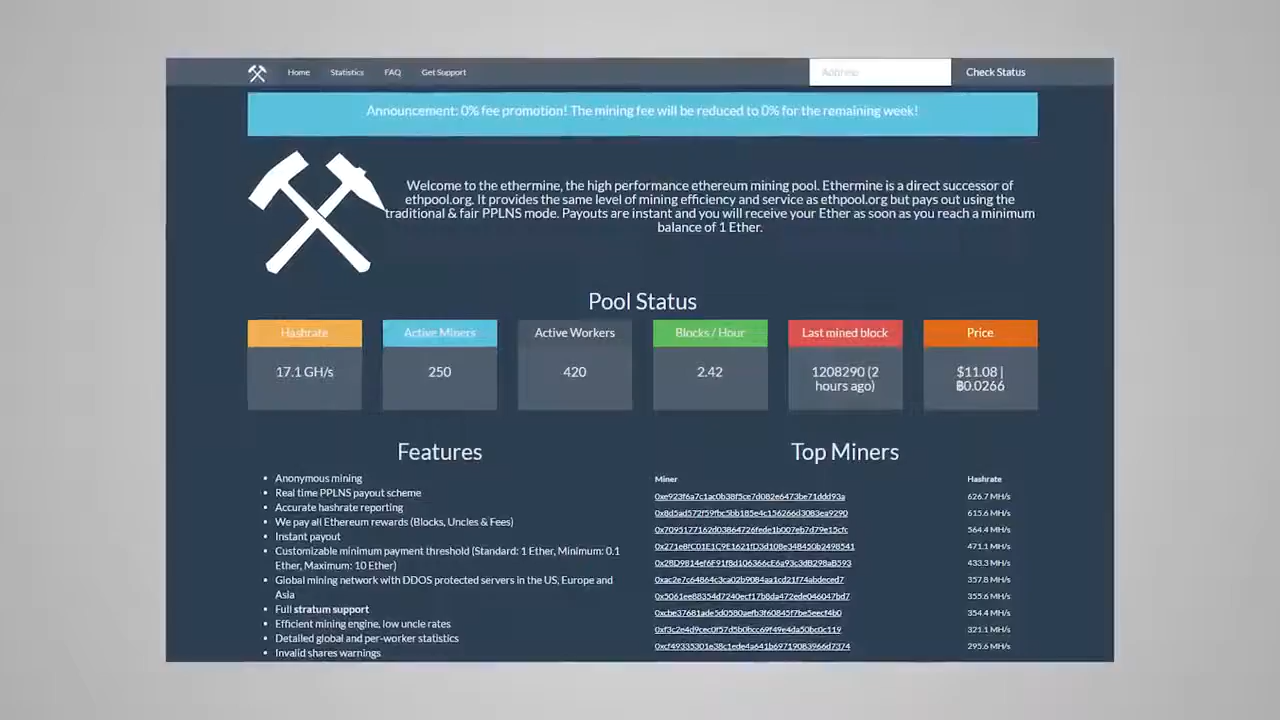 Home Statistics FAQ Get Support Address Check Status
Announcement: 0% fee promotion! The mining fee will be reduced to 0% for the remaining week!
Welcome to the ethermine, the high performance ethereum mining pool. Ethermine is a direct successor of
ethpool.org. It provides the same level of mining efficiency and service as ethpool.org but pays out using the
traditional & fair PPLNS mode. Payouts are instant and you will receive your Ether as soon as you reach a minimum
balance of 1 Ether.
Pool Status
Hashrate Active Miners Active Workers Blocks / Hour Last mined block Price
17.1 GH/s 250 420 2.42 1208290 (2 $11.08 |
hours ago) ฿0.0266
Features
Anonymous mining
Real time PPLNS payout scheme
Accurate hashrate reporting
We pay all Ethereum rewards (Blocks, Uncles & Fees)
Instant payout
Customizable minimum payment threshold (Standard: 1 Ether, Minimum: 0.1
Ether, Maximum: 10 Ether)
Global mining network with DDOS protected servers in the US, Europe and
Asia
Full stratum support
Efficient mining engine, low uncle rates
Detailed global and per-worker statistics
Invalid shares warnings
Top Miners
Miner Hashrate
626.7 MH/s
615.6 MH/s
564.4 MH/s
471.1 MH/s
433.3 MH/s
357.8 MH/s
355.6 MH/s
354.4 MH/s
321.1 MH/s
295.6 MH/s